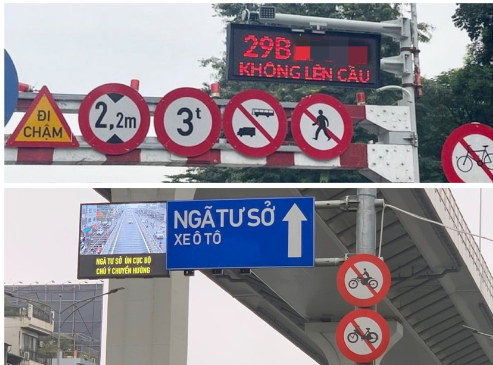 29B
KHÔNG LÊN CẦU
ĐI
CHẬM
2,2m
3t
NGÃ TƯ SỞ
XE Ô TÔ
NGÃ TƯ SỞ ÙN CỤC BỘ
CHÚ Ý CHUYỂN HƯỚNG